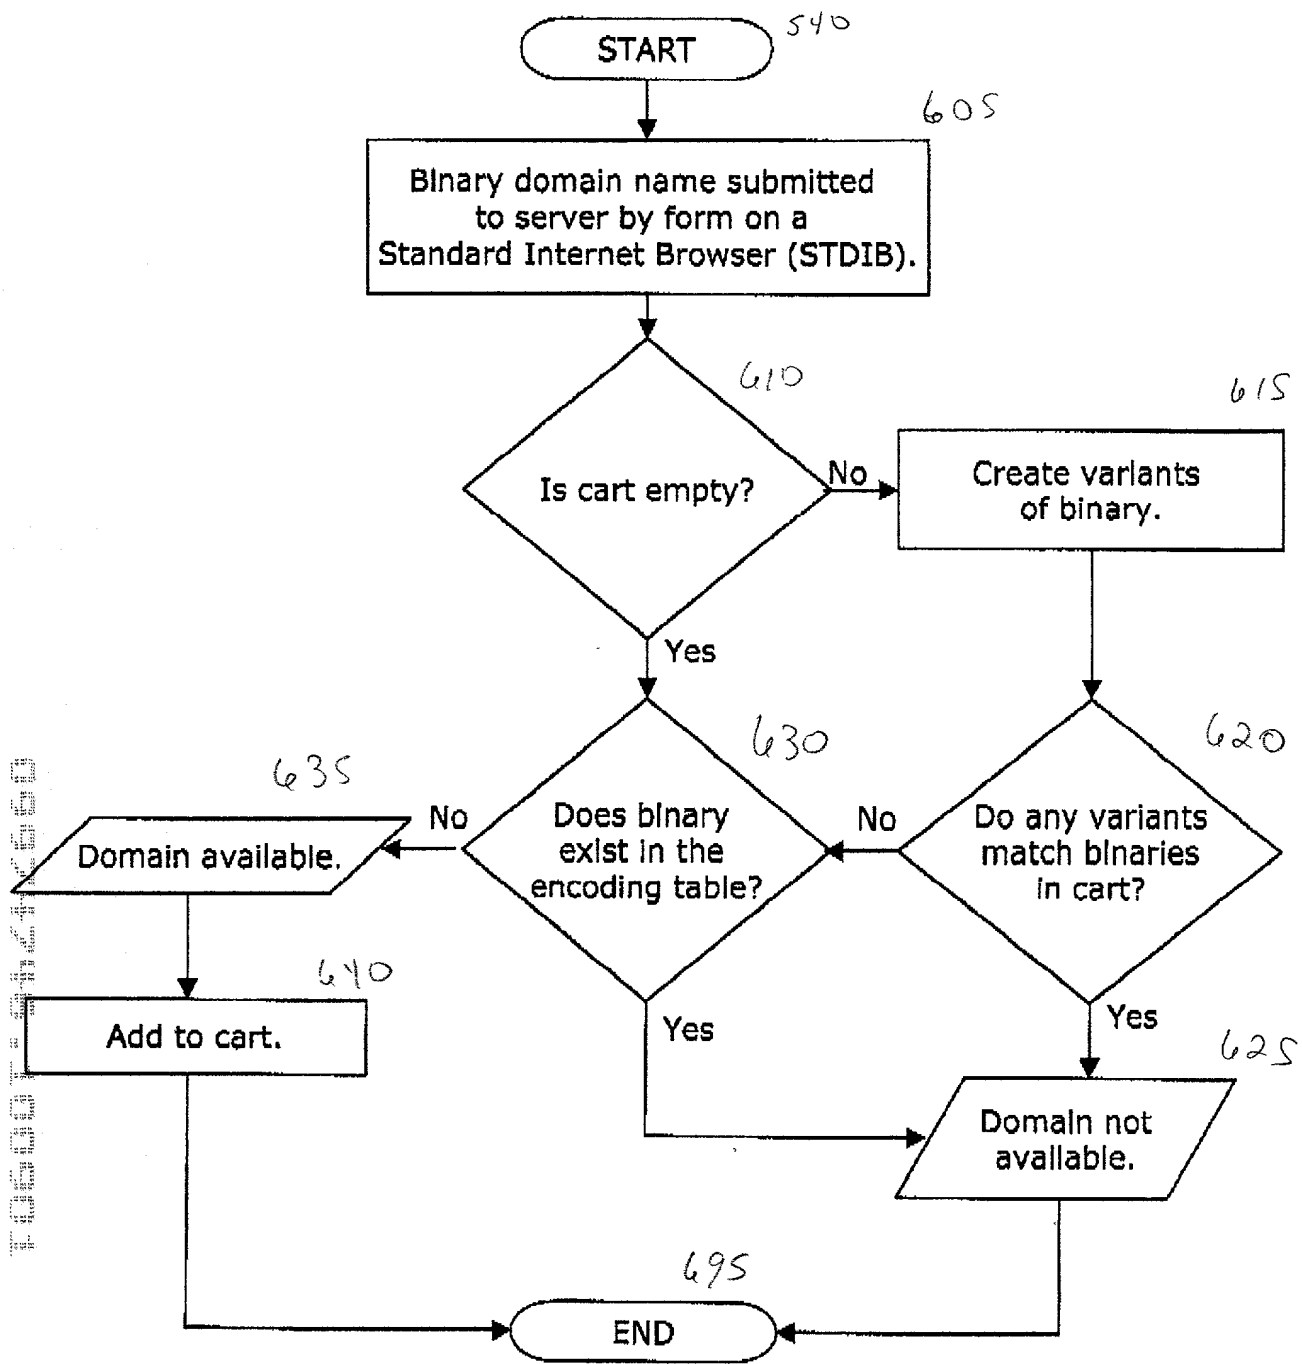 START
540
605
Binary domain name submitted
to server by form on a
Standard Internet Browser (STDIB).
610
615
Is cart empty?
No
Create variants
of binary.
Yes
630
620
635
Does binary
exist in the
encoding table?
No
Do any variants
match binaries
in cart?
No
Domain available.
640
Add to cart.
Yes
Yes
625
Domain not
available.
695
END